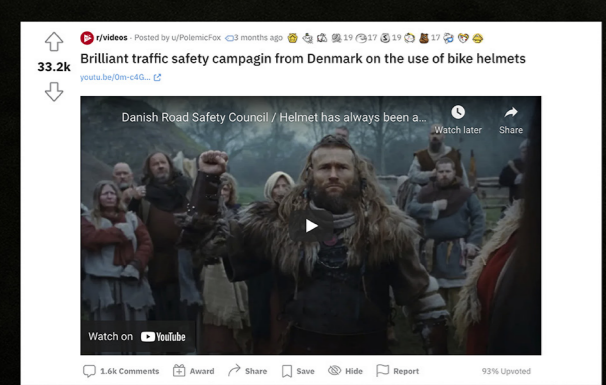 r/videos · Posted by u/PolemicFox 3 months ago 19 17 19 17
33.2k
Brilliant traffic safety campagin from Denmark on the use of bike helmets
youtu.be/0m-c4G...
Danish Road Safety Council / Helmet has always been a...
Watch later
Share
Watch on YouTube
1.6k Comments Award Share Save Hide Report 93% Upvoted